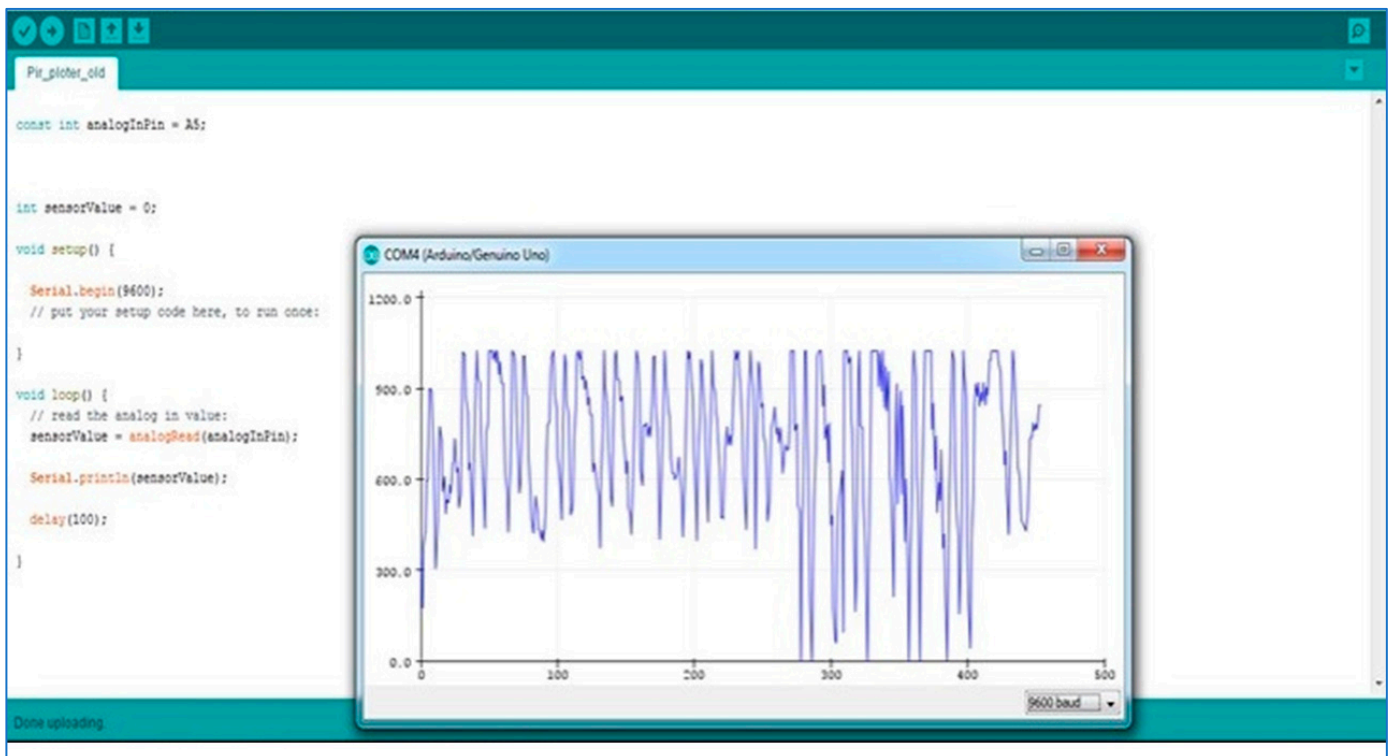 Pir_ploter_old
const int analogInPin = A5;
int sensorValue = 0;
void setup() {
Serial.begin(9600);
// put your setup code here, to run once:
}
void loop() {
// read the analog in value:
sensorValue = analogRead(analogInPin);
Serial.println(sensorValue);
delay(100);
}
COM4 (Arduino/Genuino Uno)
1200.0
900.0
600.0
300.0
0.0
0 100 200 300 400 500
9600 baud
Done uploading.